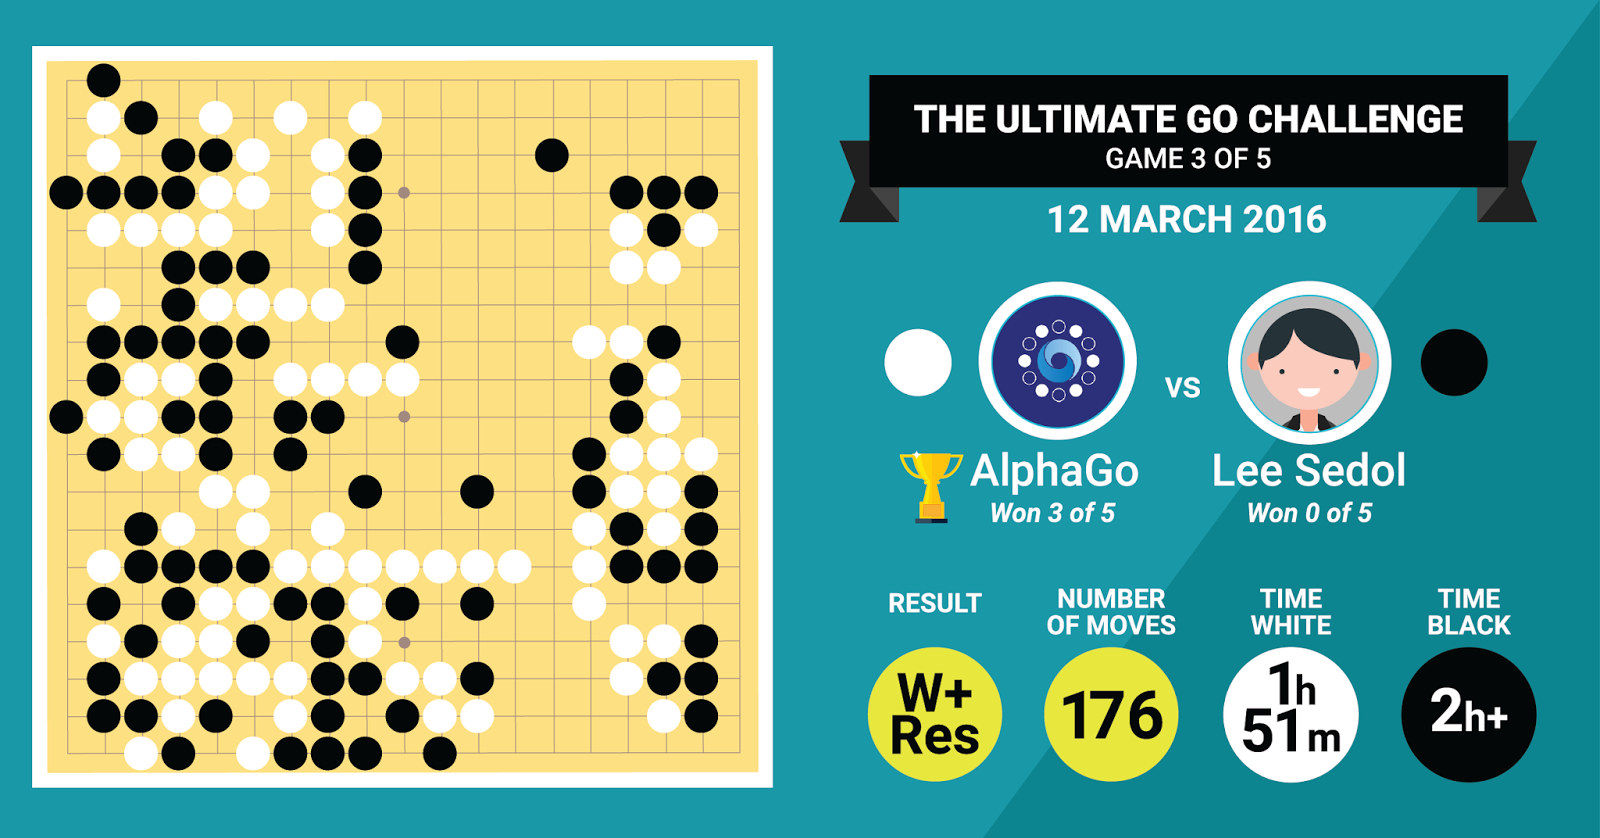 THE ULTIMATE GO CHALLENGE
GAME 3 OF 5
12 MARCH 2016
VS
AlphaGo
Won 3 of 5
Lee Sedol
Won 0 of 5
RESULT
W+
Res
NUMBER
OF MOVES
176
TIME
WHITE
1h
51m
TIME
BLACK
2h+